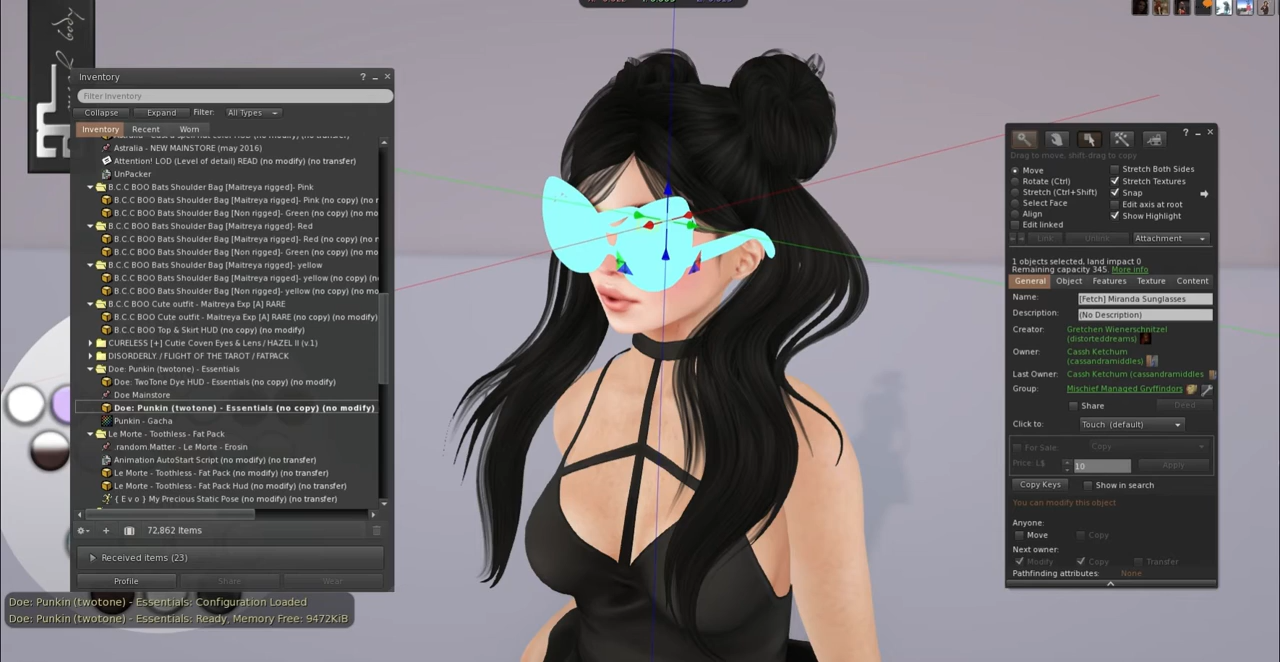 Inventory
Filter Inventory
Collapse Expand Filter: All Types
Inventory Recent Worn
Astralia - NEW MAINSTORE (may 2016)
Attention! LOD (Level of detail) READ (no modify) (no transfer)
UnPacker
B.C.C BOO Bats Shoulder Bag [Maitreya rigged]- Pink
B.C.C BOO Bats Shoulder Bag [Maitreya rigged]- Pink (no copy) (no
B.C.C BOO Bats Shoulder Bag [Non rigged]- Green (no copy) (no mo
B.C.C BOO Bats Shoulder Bag [Maitreya rigged]- Red
B.C.C BOO Bats Shoulder Bag [Maitreya rigged]- Red (no copy) (no
B.C.C BOO Bats Shoulder Bag [Non rigged]- Green (no copy) (no mo
B.C.C BOO Bats Shoulder Bag [Maitreya rigged]- yellow
B.C.C BOO Bats Shoulder Bag [Maitreya rigged]- yellow (no copy) (n
B.C.C BOO Bats Shoulder Bag [Non rigged]- yellow (no copy) (no mo
B.C.C BOO Cute outfit - Maitreya Exp [A] RARE
B.C.C BOO Cute outfit - Maitreya Exp [A] RARE (no copy) (no modify)
B.C.C BOO Top & Skirt HUD (no copy) (no modify)
CURELESS [+] Cutie Coven Eyes & Lens / HAZEL II (v.1)
DISORDERLY / FLIGHT OF THE TAROT / FATPACK
Doe: Punkin (twotone) - Essentials
Doe: TwoTone Dye HUD - Essentials (no copy) (no modify)
Doe Mainstore
Doe: Punkin (twotone) - Essentials (no copy) (no modify)
Punkin - Gacha
Le Morte - Toothless - Fat Pack
.random.Matter. - Le Morte - Erosin
Animation AutoStart Script (no modify) (no transfer)
Le Morte - Toothless - Fat Pack (no modify) (no transfer)
Le Morte - Toothless - Fat Pack Hud (no modify) (no transfer)
{ E v o } My Precious Static Pose (no modify) (no transfer)
72,862 Items
Received items (23)
Profile Share Wear
Doe: Punkin (twotone) - Essentials: Configuration Loaded
Doe: Punkin (twotone) - Essentials: Ready, Memory Free: 9472KiB
Drag to move, shift-drag to copy
Move
Rotate (Ctrl)
Stretch (Ctrl+Shift)
Select Face
Align
Edit linked
Stretch Both Sides
Stretch Textures
Snap
Edit axis at root
Show Highlight
Link Unlink Attachment
1 objects selected, land impact 0
Remaining capacity 345. More info
General Object Features Texture Content
Name: [Fetch] Miranda Sunglasses
Description: (No Description)
Creator: Gretchen Wienerschnitzel
(distorteddreams)
Owner: Cassh Ketchum
(cassandramiddles)
Last Owner: Cassh Ketchum (cassandramiddles
Group: Mischief Managed Gryffindors
Share Deed
Click to: Touch (default)
For Sale: Copy
Price: L$ 10 Apply
Copy Keys Show in search
You can modify this object
Anyone:
Move Copy
Next owner:
Modify Copy Transfer
Pathfinding attributes: None